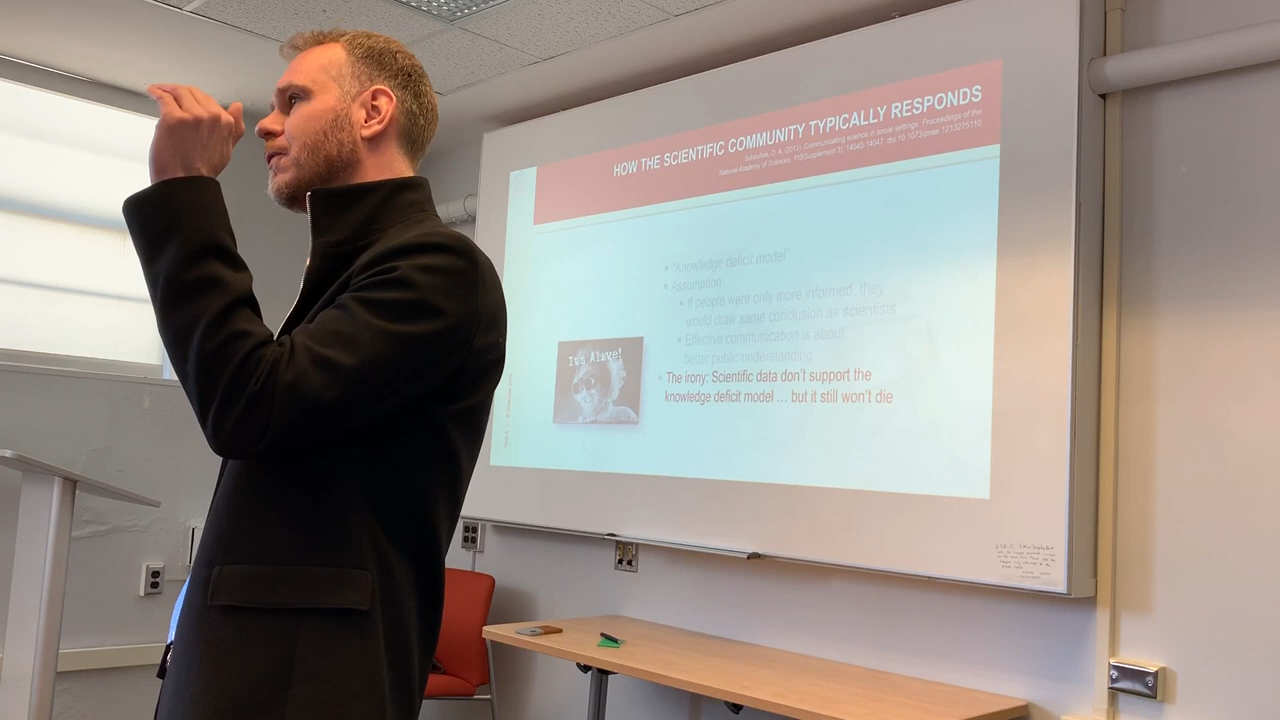 HOW THE SCIENTIFIC COMMUNITY TYPICALLY RESPONDS
Scheufele, D. A. (2013). Communicating science in social settings. Proceedings of the
National Academy of Sciences, 110(Supplement 3), 14040-14047. doi:10.1073/pnas.1213275110
• "Knowledge deficit model"
• Assumption
• If people were only more informed, they
would draw same conclusion as scientists
• Effective communication is about
better public understanding
• The irony: Scientific data don't support the
knowledge deficit model ... but it still won't die
It's Alive!